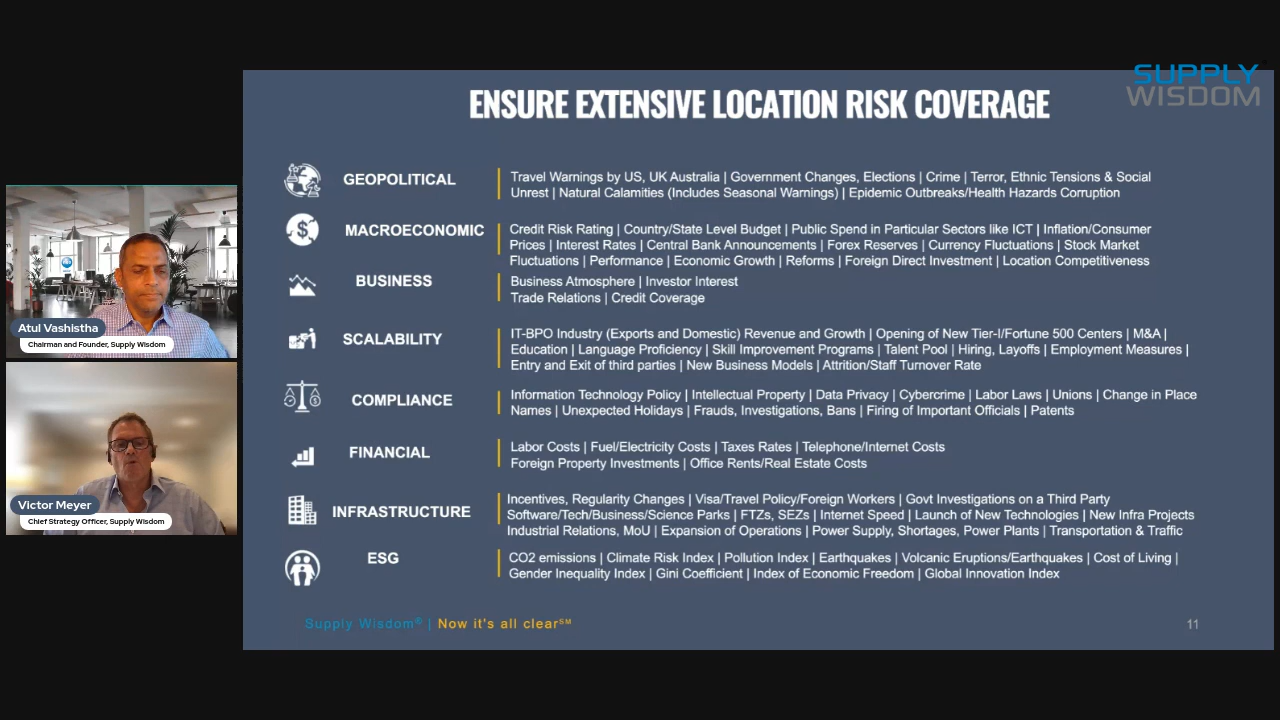 SUPPLY
WISDOM
ENSURE EXTENSIVE LOCATION RISK COVERAGE
GEOPOLITICAL
Travel Warnings by US, UK Australia | Government Changes, Elections | Crime | Terror, Ethnic Tensions & Social
Unrest | Natural Calamities (Includes Seasonal Warnings) | Epidemic Outbreaks/Health Hazards Corruption
MACROECONOMIC
Credit Risk Rating | Country/State Level Budget | Public Spend in Particular Sectors like ICT | Inflation/Consumer
Prices | Interest Rates | Central Bank Announcements | Forex Reserves | Currency Fluctuations | Stock Market
Fluctuations | Performance | Economic Growth | Reforms | Foreign Direct Investment | Location Competitiveness
BUSINESS
Business Atmosphere | Investor Interest
Trade Relations | Credit Coverage
SCALABILITY
IT-BPO Industry (Exports and Domestic) Revenue and Growth | Opening of New Tier-I/Fortune 500 Centers | M&A |
Education | Language Proficiency | Skill Improvement Programs | Talent Pool | Hiring, Layoffs | Employment Measures |
Entry and Exit of third parties | New Business Models | Attrition/Staff Turnover Rate
COMPLIANCE
Information Technology Policy | Intellectual Property | Data Privacy | Cybercrime | Labor Laws | Unions | Change in Place
Names | Unexpected Holidays | Frauds, Investigations, Bans | Firing of Important Officials | Patents
FINANCIAL
Labor Costs | Fuel/Electricity Costs | Taxes Rates | Telephone/Internet Costs
Foreign Property Investments | Office Rents/Real Estate Costs
INFRASTRUCTURE
Incentives, Regularity Changes | Visa/Travel Policy/Foreign Workers | Govt Investigations on a Third Party
Software/Tech/Business/Science Parks | FTZs, SEZs | Internet Speed | Launch of New Technologies | New Infra Projects
Industrial Relations, MoU | Expansion of Operations | Power Supply, Shortages, Power Plants | Transportation & Traffic
ESG
CO2 emissions | Climate Risk Index | Pollution Index | Earthquakes | Volcanic Eruptions/Earthquakes | Cost of Living |
Gender Inequality Index | Gini Coefficient | Index of Economic Freedom | Global Innovation Index
Supply Wisdom® | Now it's all clear℠
11
Atul Vashistha
Chairman and Founder, Supply Wisdom
Victor Meyer
Chief Strategy Officer, Supply Wisdom